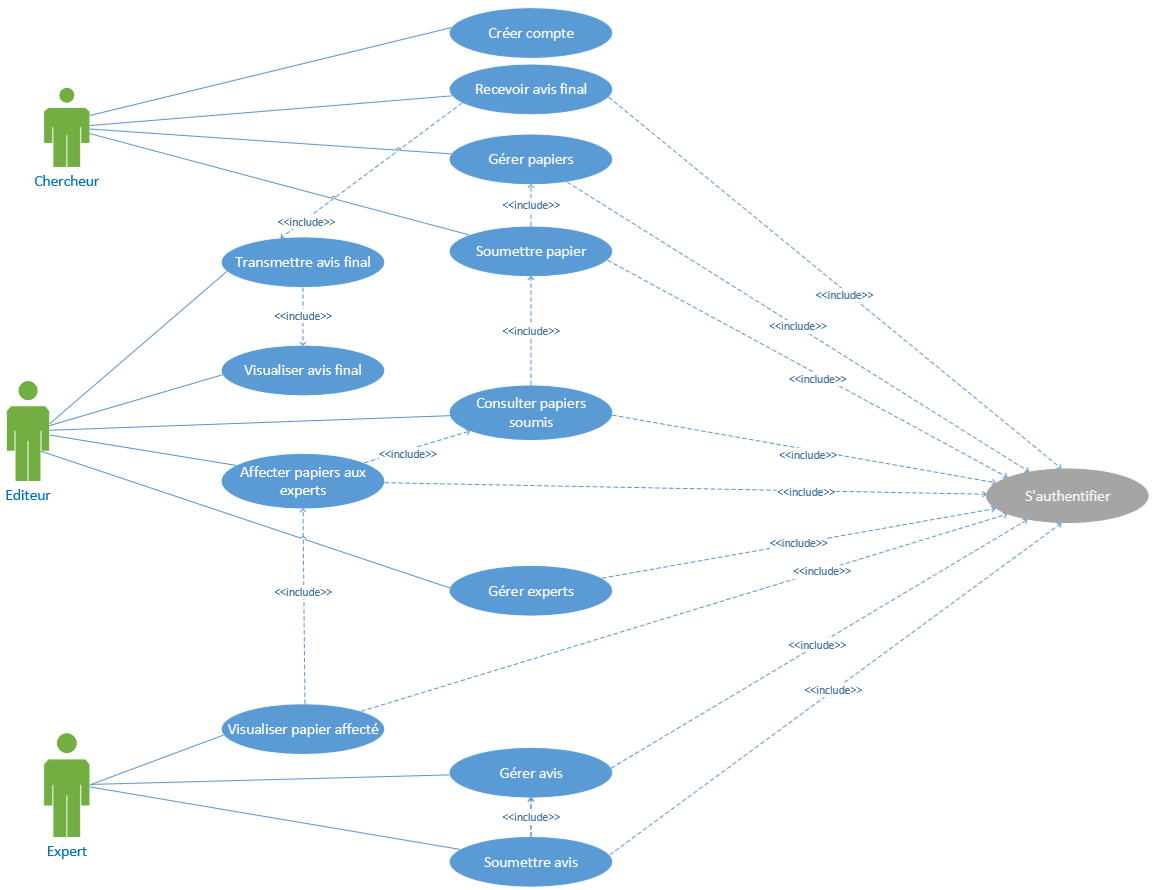 Créer compte
Recevoir avis final
Gérer papiers
Chercheur
<<include>>
<<include>>
Soumettre papier
Transmettre avis final
<<include>>
<<include>>
<<include>>
<<include>>
Visualiser avis final
<<include>>
Consulter papiers
soumis
<<include>>
<<include>>
Affecter papiers aux
experts
<<include>>
Editeur
S'authentifier
<<include>>
<<include>>
Gérer experts
<<include>>
<<include>>
<<include>>
Visualiser papier affecté
Gérer avis
<<include>>
Expert
Soumettre avis